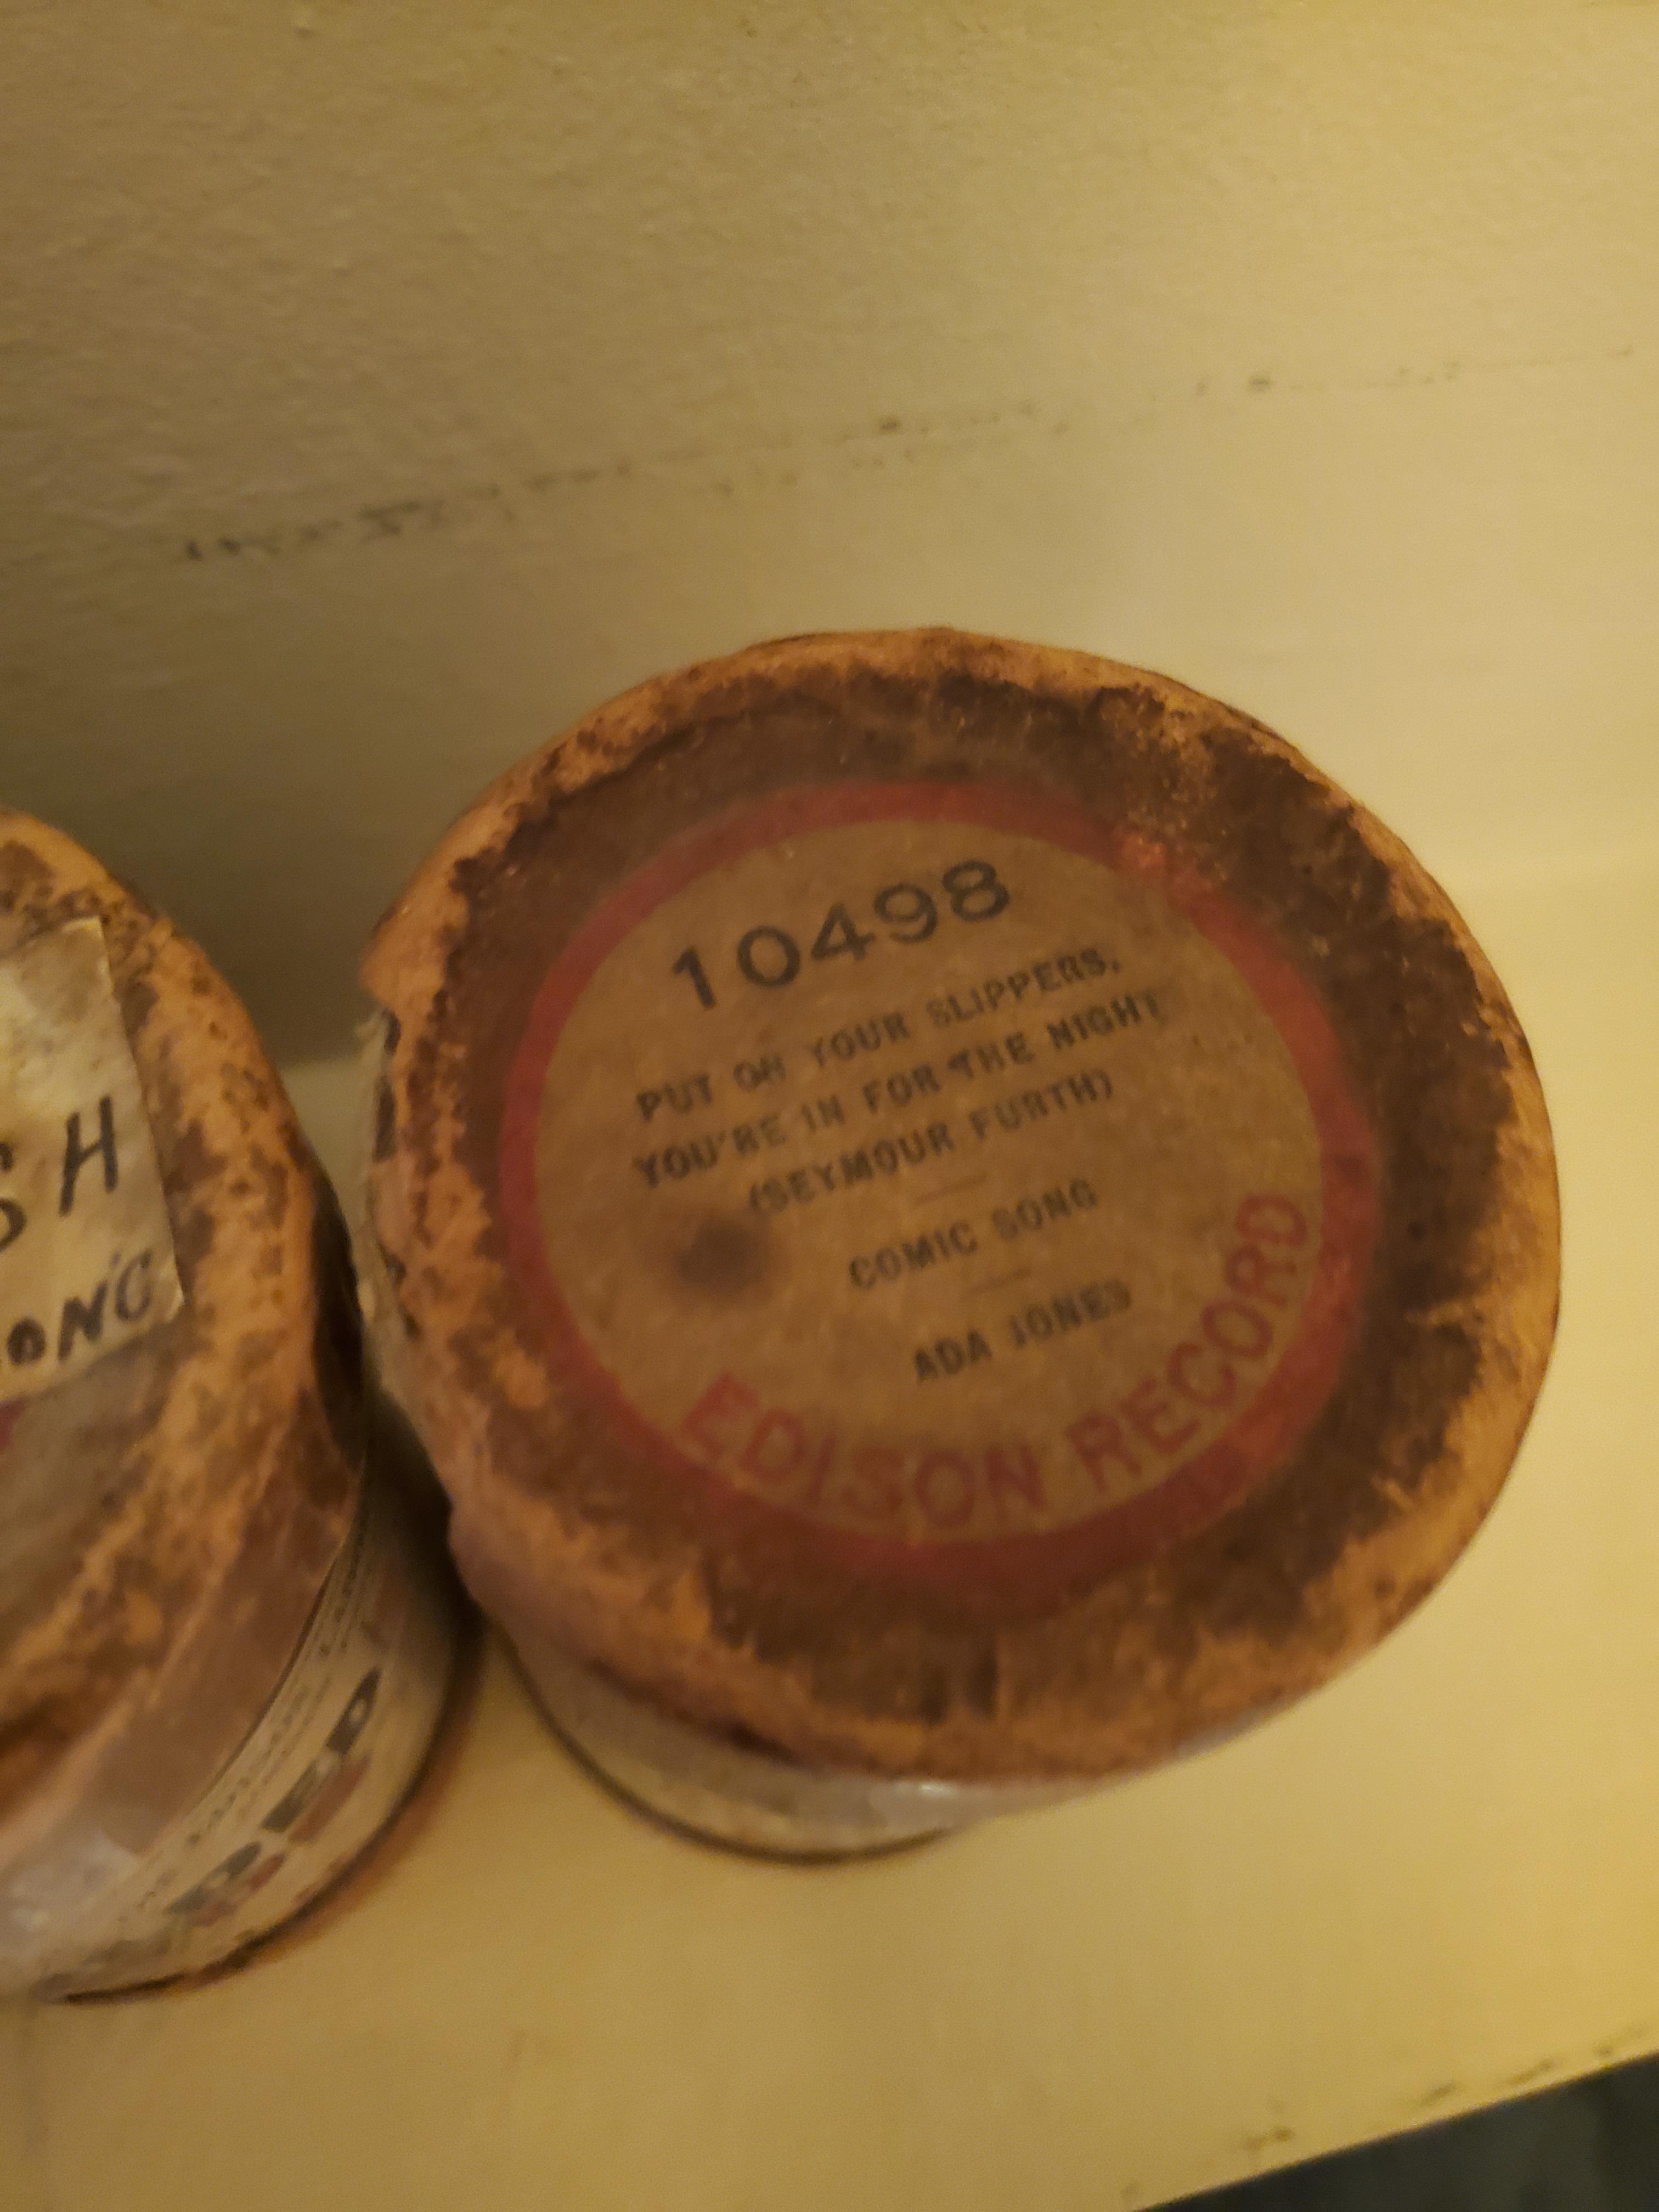 10498
PUT ON YOUR SLIPPERS,
YOU'RE IN FOR THE NIGHT
(SEYMOUR FURTH)
COMIC SONG
ADA JONES
EDISON RECORD